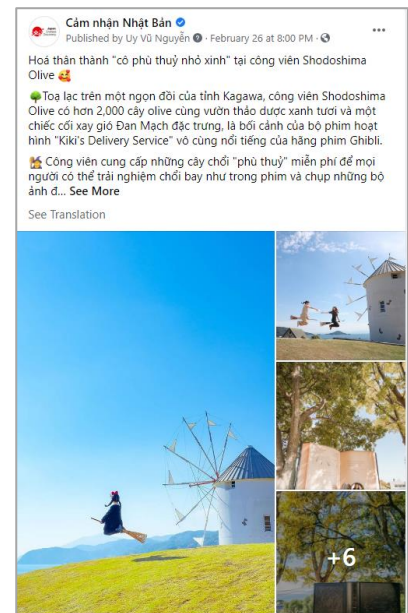 Cảm nhận Nhật Bản
Published by Uy Vũ Nguyễn · February 26 at 8:00 PM ·
Hoá thân thành "cô phù thuỷ nhỏ xinh" tại công viên Shodoshima
Olive
Toạ lạc trên một ngọn đồi của tỉnh Kagawa, công viên Shodoshima
Olive có hơn 2,000 cây olive cùng vườn thảo dược xanh tươi và một
chiếc cối xay gió Đan Mạch đặc trưng, là bối cảnh của bộ phim hoạt
hình "Kiki's Delivery Service" vô cùng nổi tiếng của hãng phim Ghibli.
Công viên cung cấp những cây chổi "phù thuỷ" miễn phí để mọi
người có thể trải nghiệm chổi bay như trong phim và chụp những bộ
ảnh đ... See More
See Translation
+6